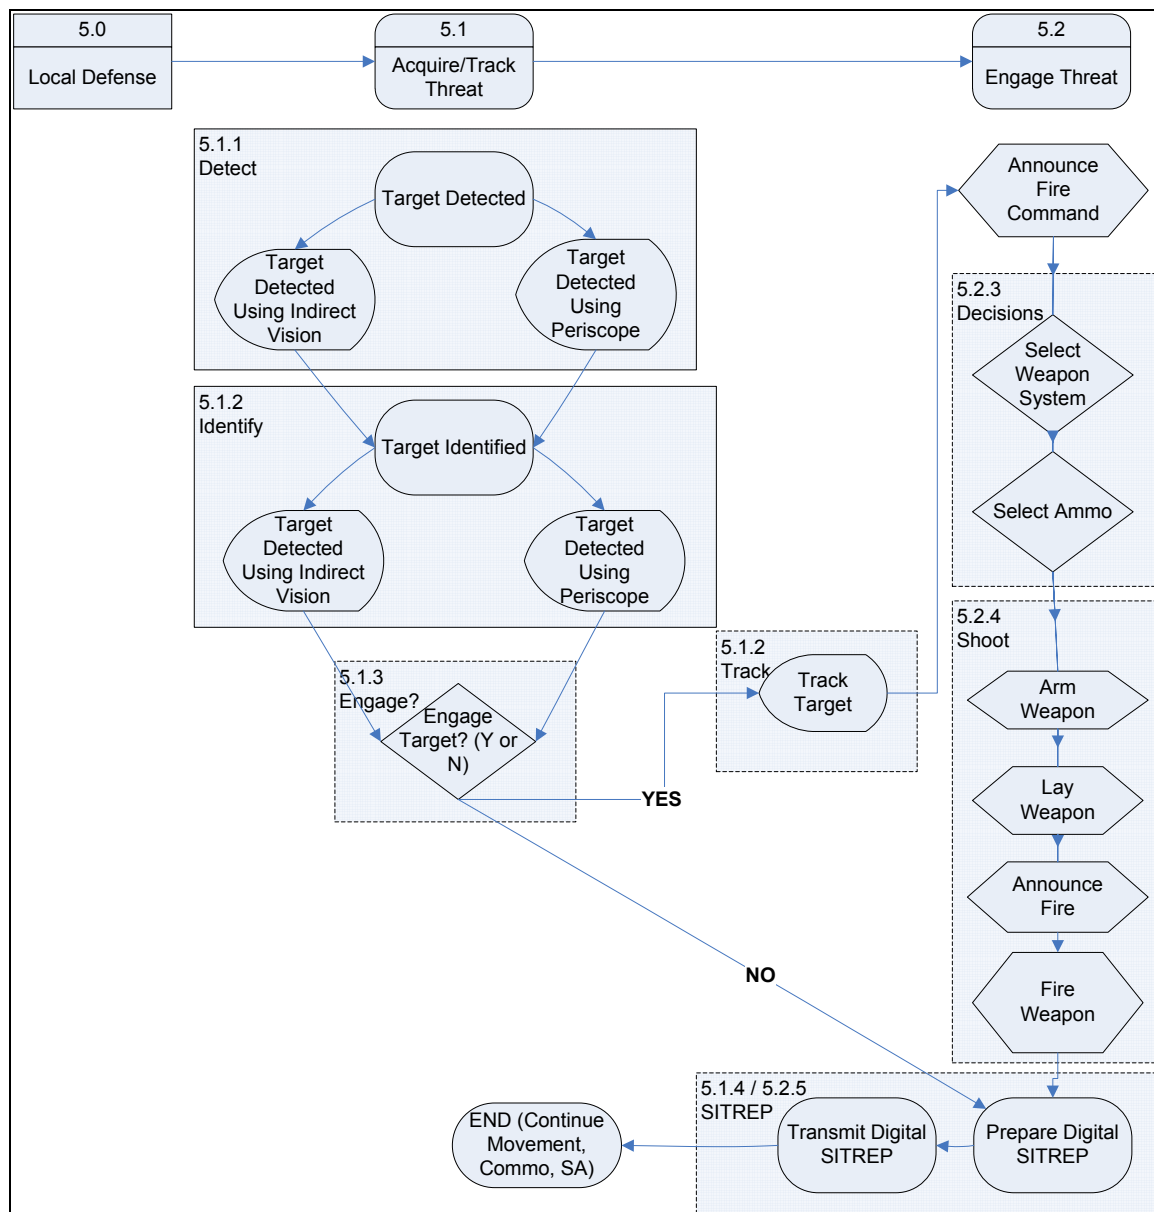 5.0
Local Defense
5.1
Acquire/Track
Threat
5.2
Engage Threat
5.1.1
Detect
Target Detected
Target
Detected
Using Indirect
Vision
Target
Detected
Using
Periscope
5.1.2
Identify
Target Identified
Target
Detected
Using Indirect
Vision
Target
Detected
Using
Periscope
5.1.3
Engage?
Engage
Target? (Y or
N)
YES
NO
5.1.2
Track
Track
Target
Announce
Fire
Command
5.2.3
Decisions
Select
Weapon
System
Select Ammo
5.2.4
Shoot
Arm
Weapon
Lay
Weapon
Announce
Fire
Fire
Weapon
5.1.4 / 5.2.5
SITREP
Prepare Digital
SITREP
Transmit Digital
SITREP
END (Continue
Movement,
Commo, SA)